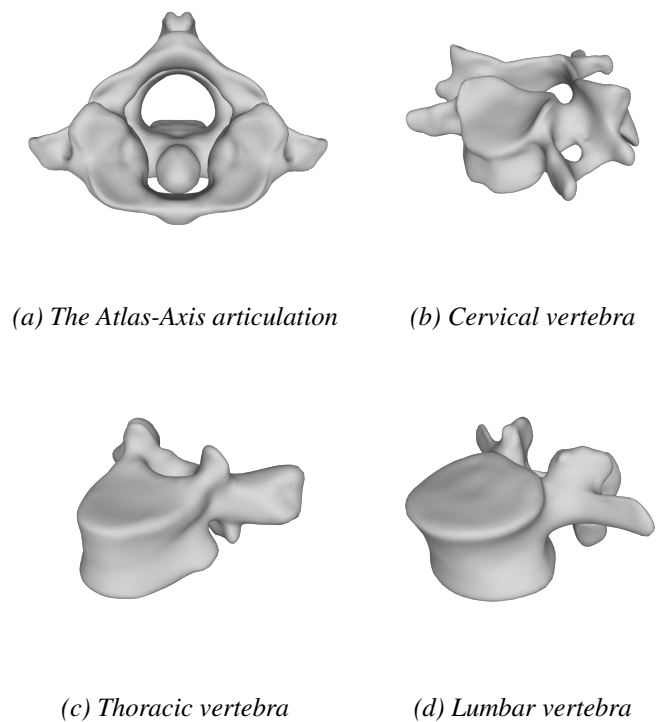 (a) The Atlas-Axis articulation
(b) Cervical vertebra
(c) Thoracic vertebra
(d) Lumbar vertebra